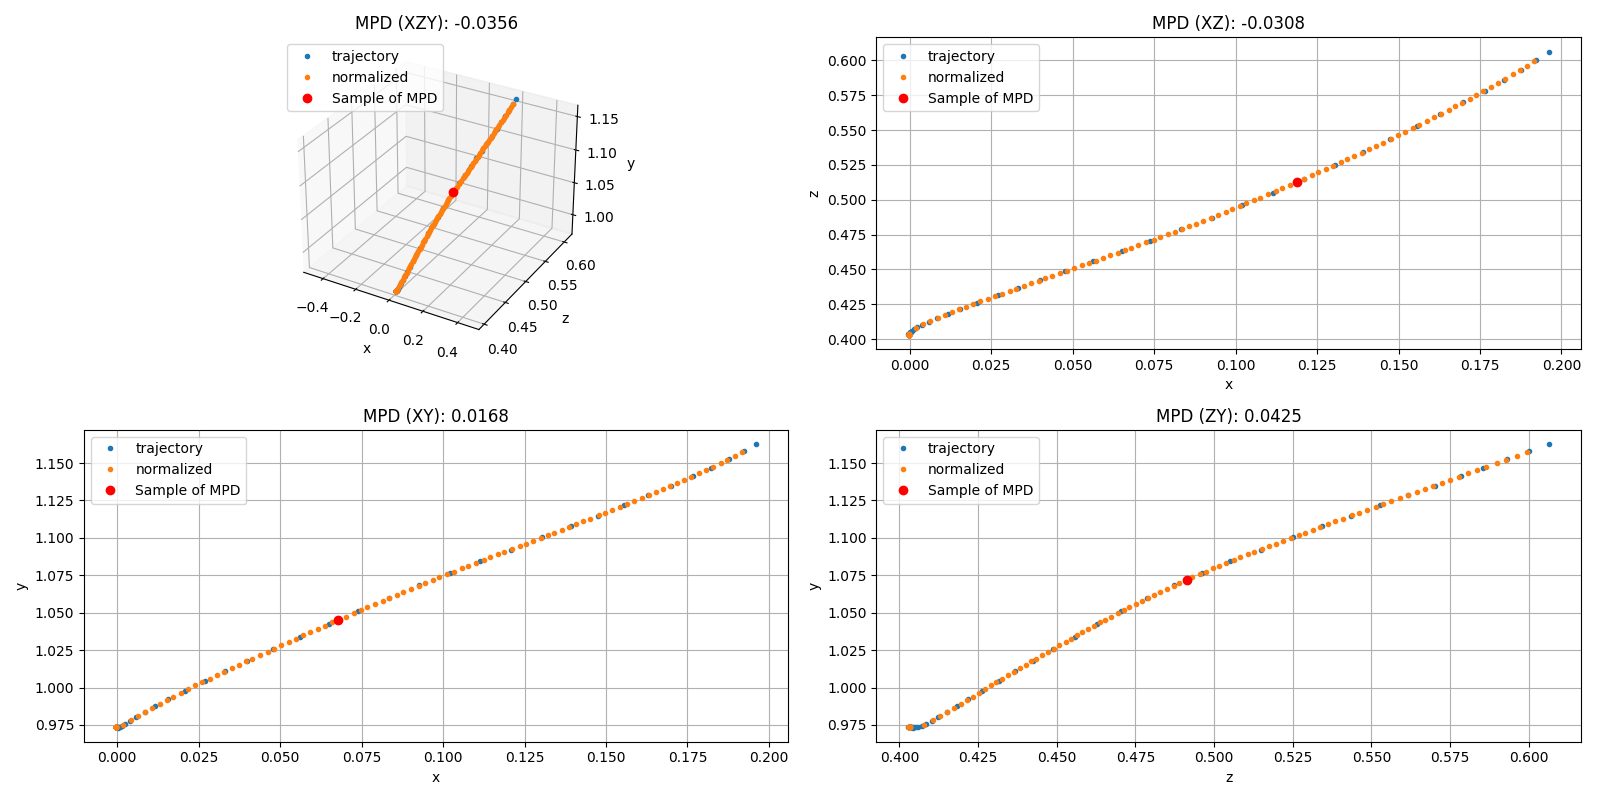 MPD (XZY): -0.0356
trajectory
normalized
Sample of MPD
1.15
1.10
1.05
1.00
y
−0.4
−0.2
0.0
0.2
0.4
x
0.40
0.45
0.50
0.55
0.60
z
MPD (XZ): -0.0308
trajectory
normalized
Sample of MPD
0.600
0.575
0.550
0.525
0.500
0.475
0.450
0.425
0.400
z
0.000 0.025 0.050 0.075 0.100 0.125 0.150 0.175 0.200
x
MPD (XY): 0.0168
trajectory
normalized
Sample of MPD
1.150
1.125
1.100
1.075
1.050
1.025
1.000
0.975
y
0.000 0.025 0.050 0.075 0.100 0.125 0.150 0.175 0.200
x
MPD (ZY): 0.0425
trajectory
normalized
Sample of MPD
1.150
1.125
1.100
1.075
1.050
1.025
1.000
0.975
y
0.400 0.425 0.450 0.475 0.500 0.525 0.550 0.575 0.600
z